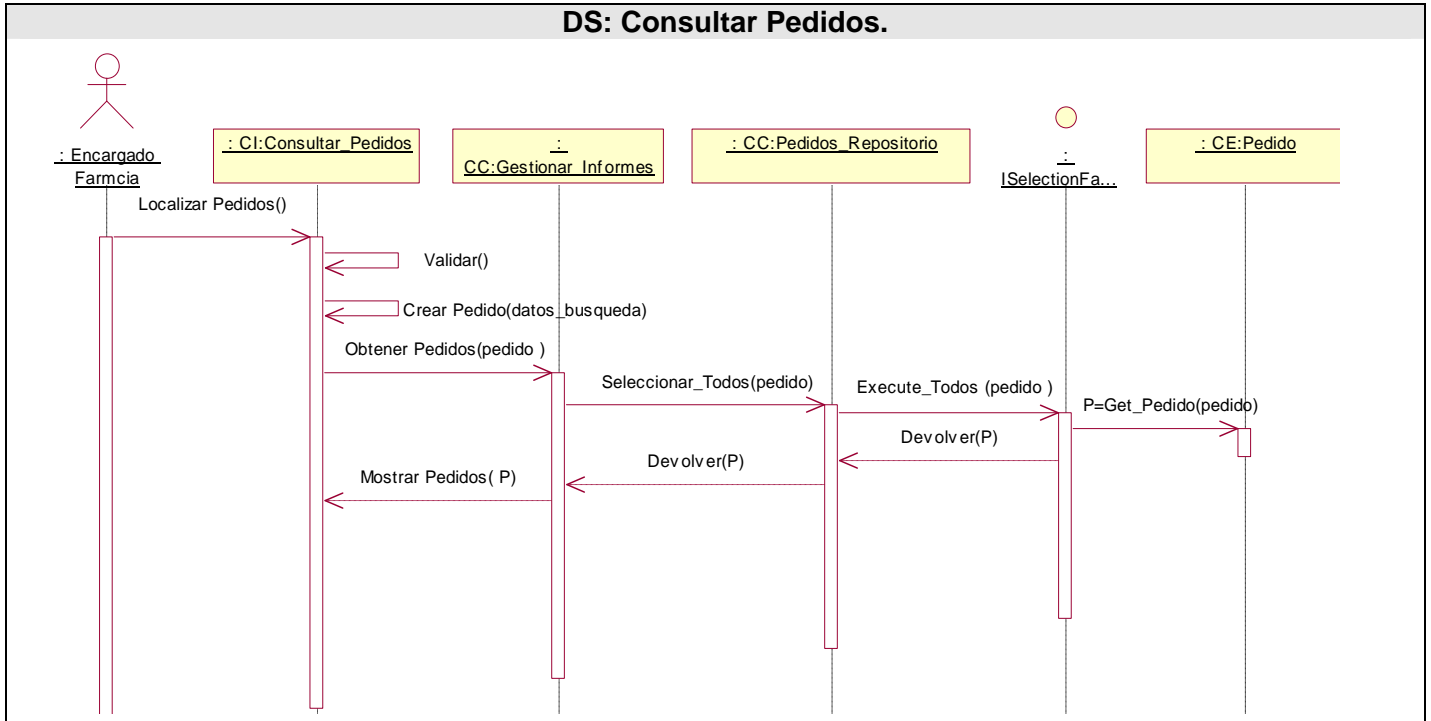 DS: Consultar Pedidos.
: Encargado
Farmcia
: CI:Consultar_Pedidos
:
CC:Gestionar_Informes
: CC:Pedidos_Repositorio
:
ISelectionFa...
: CE:Pedido
Localizar Pedidos()
Validar()
Crear Pedido(datos_busqueda)
Obtener Pedidos(pedido )
Seleccionar_Todos(pedido)
Execute_Todos (pedido )
P=Get_Pedido(pedido)
Devolver(P)
Devolver(P)
Mostrar Pedidos( P)